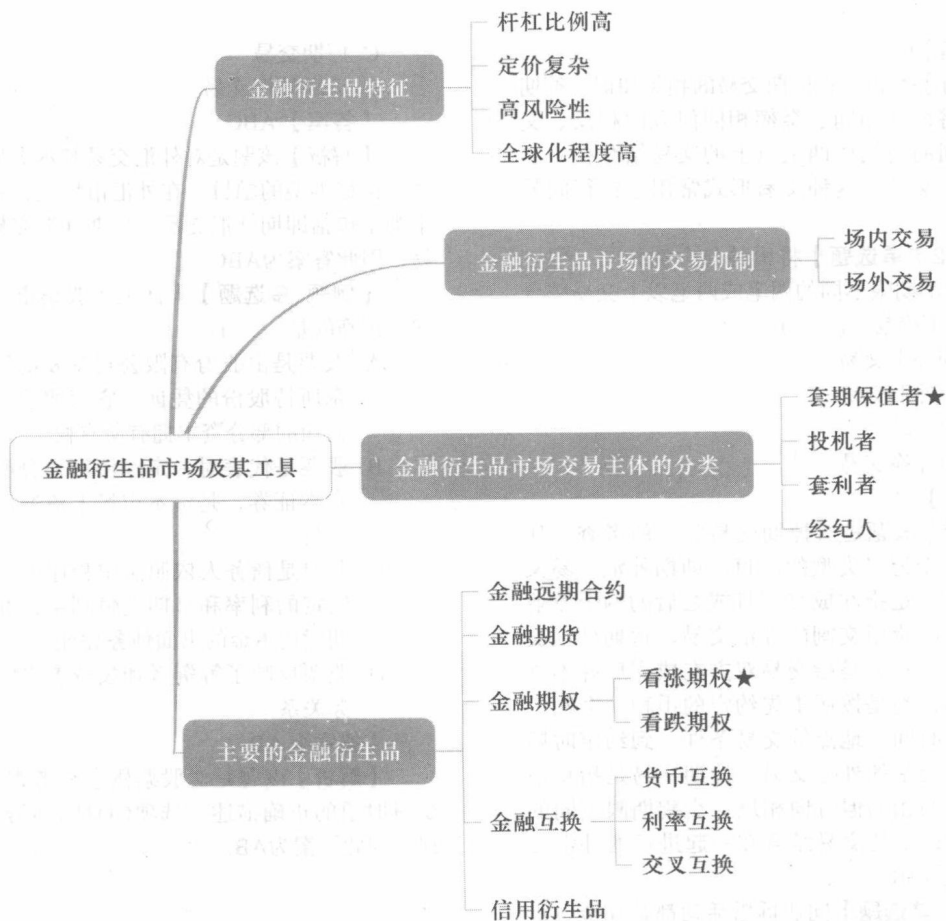 金融衍生品市场及其工具
金融衍生品特征
杠杠比例高
定价复杂
高风险性
全球化程度高
金融衍生品市场的交易机制
场内交易
场外交易
金融衍生品市场交易主体的分类
套期保值者★
投机者
套利者
经纪人
主要的金融衍生品
金融远期合约
金融期货
金融期权
看涨期权★
看跌期权
金融互换
货币互换
利率互换
交叉互换
信用衍生品